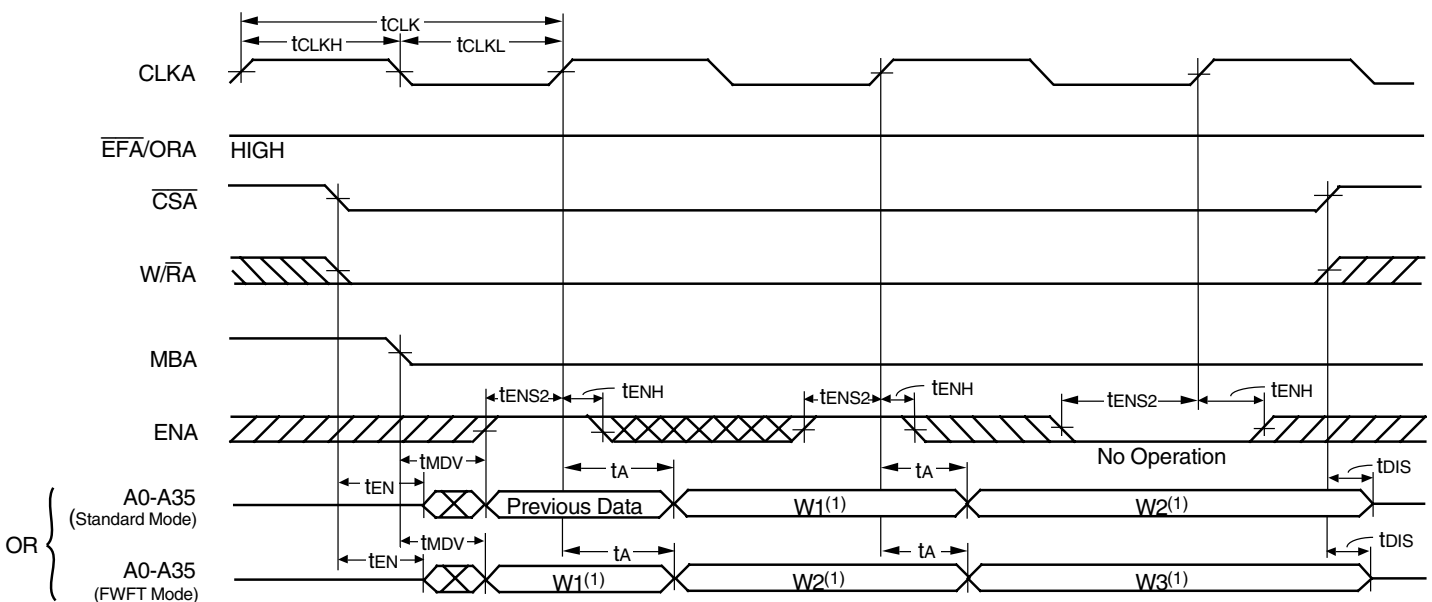 tCLK
tCLKH tCLKL
CLKA
EFA/ORA HIGH
CSA
W/RA
MBA
tENS2 tENH tENS2 tENH tENS2 tENH
ENA
No Operation
tMDV tA tA
tEN tDIS
A0-A35
(Standard Mode)
Previous Data W1(1) W2(1)
OR
tMDV tDIS
tEN tA tA
A0-A35
(FWFT Mode)
W1(1) W2(1) W3(1)